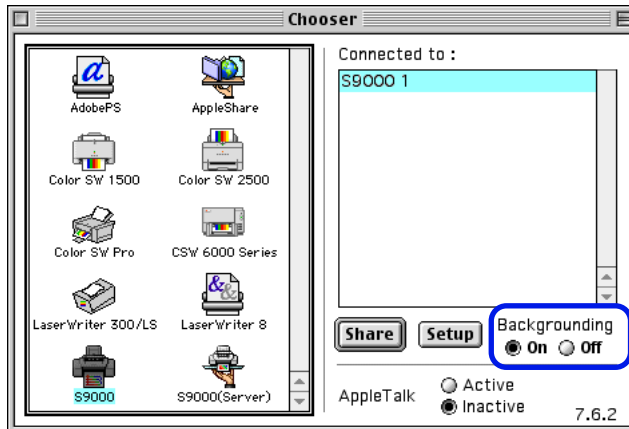 Chooser
AdobePS
AppleShare
Color SW 1500
Color SW 2500
Color SW Pro
CSW 6000 Series
LaserWriter 300/LS
LaserWriter 8
S9000
S9000(Server)
Connected to :
S9000 1
Share
Setup
Backgrounding
On
Off
AppleTalk
Active
Inactive
7.6.2